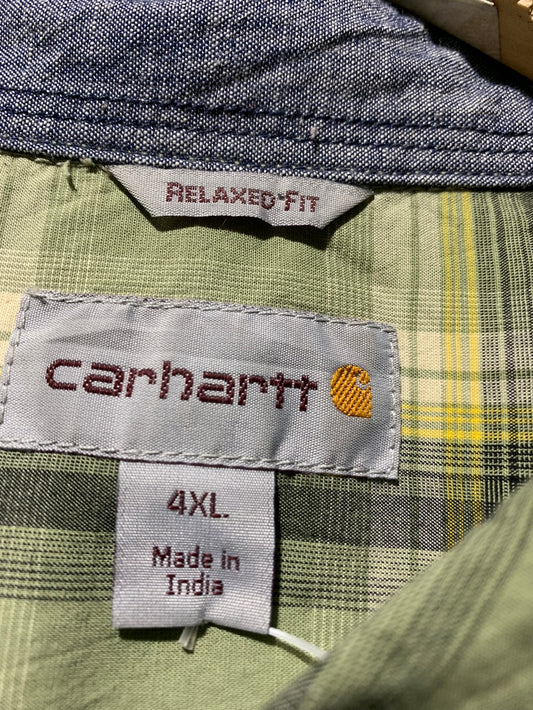 RELAXED-FIT
carhartt
4XL.
Made in
India